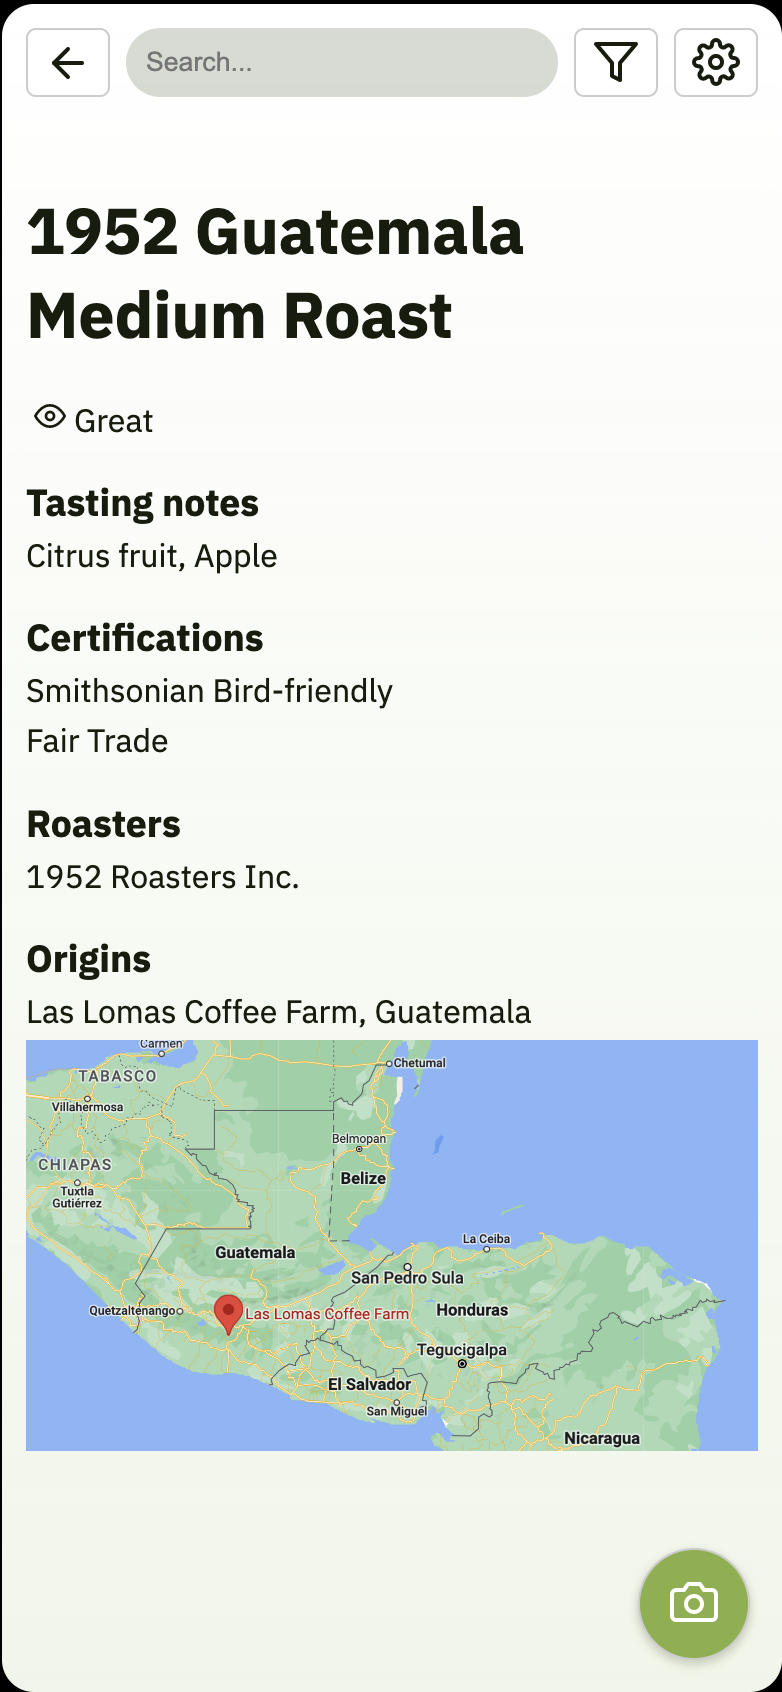 Search...
1952 Guatemala
Medium Roast
Great
Tasting notes
Citrus fruit, Apple
Certifications
Smithsonian Bird-friendly
Fair Trade
Roasters
1952 Roasters Inc.
Origins
Las Lomas Coffee Farm, Guatemala
Carmen
Chetumal
TABASCO
Villahermosa
Belmopan
CHIAPAS
Belize
Tuxtla
Gutiérrez
La Ceiba
Guatemala
San Pedro Sula
Quetzaltenango
Las Lomas Coffee Farm
Honduras
Tegucigalpa
El Salvador
San Miguel
Nicaragua